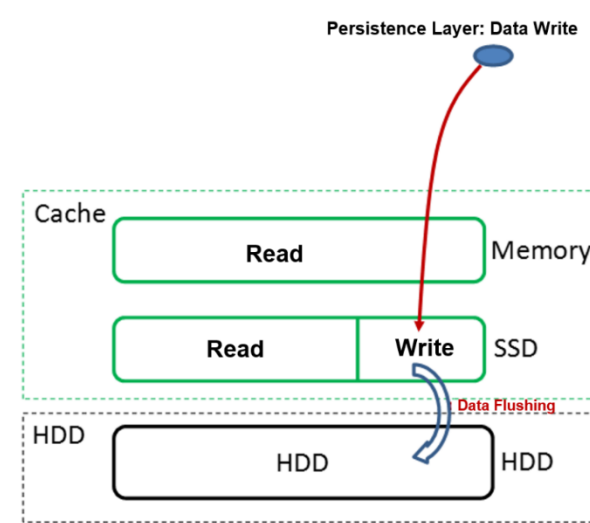 Persistence Layer: Data Write
Cache
Read
Memory
Read
Write
SSD
Data Flushing
HDD
HDD
HDD